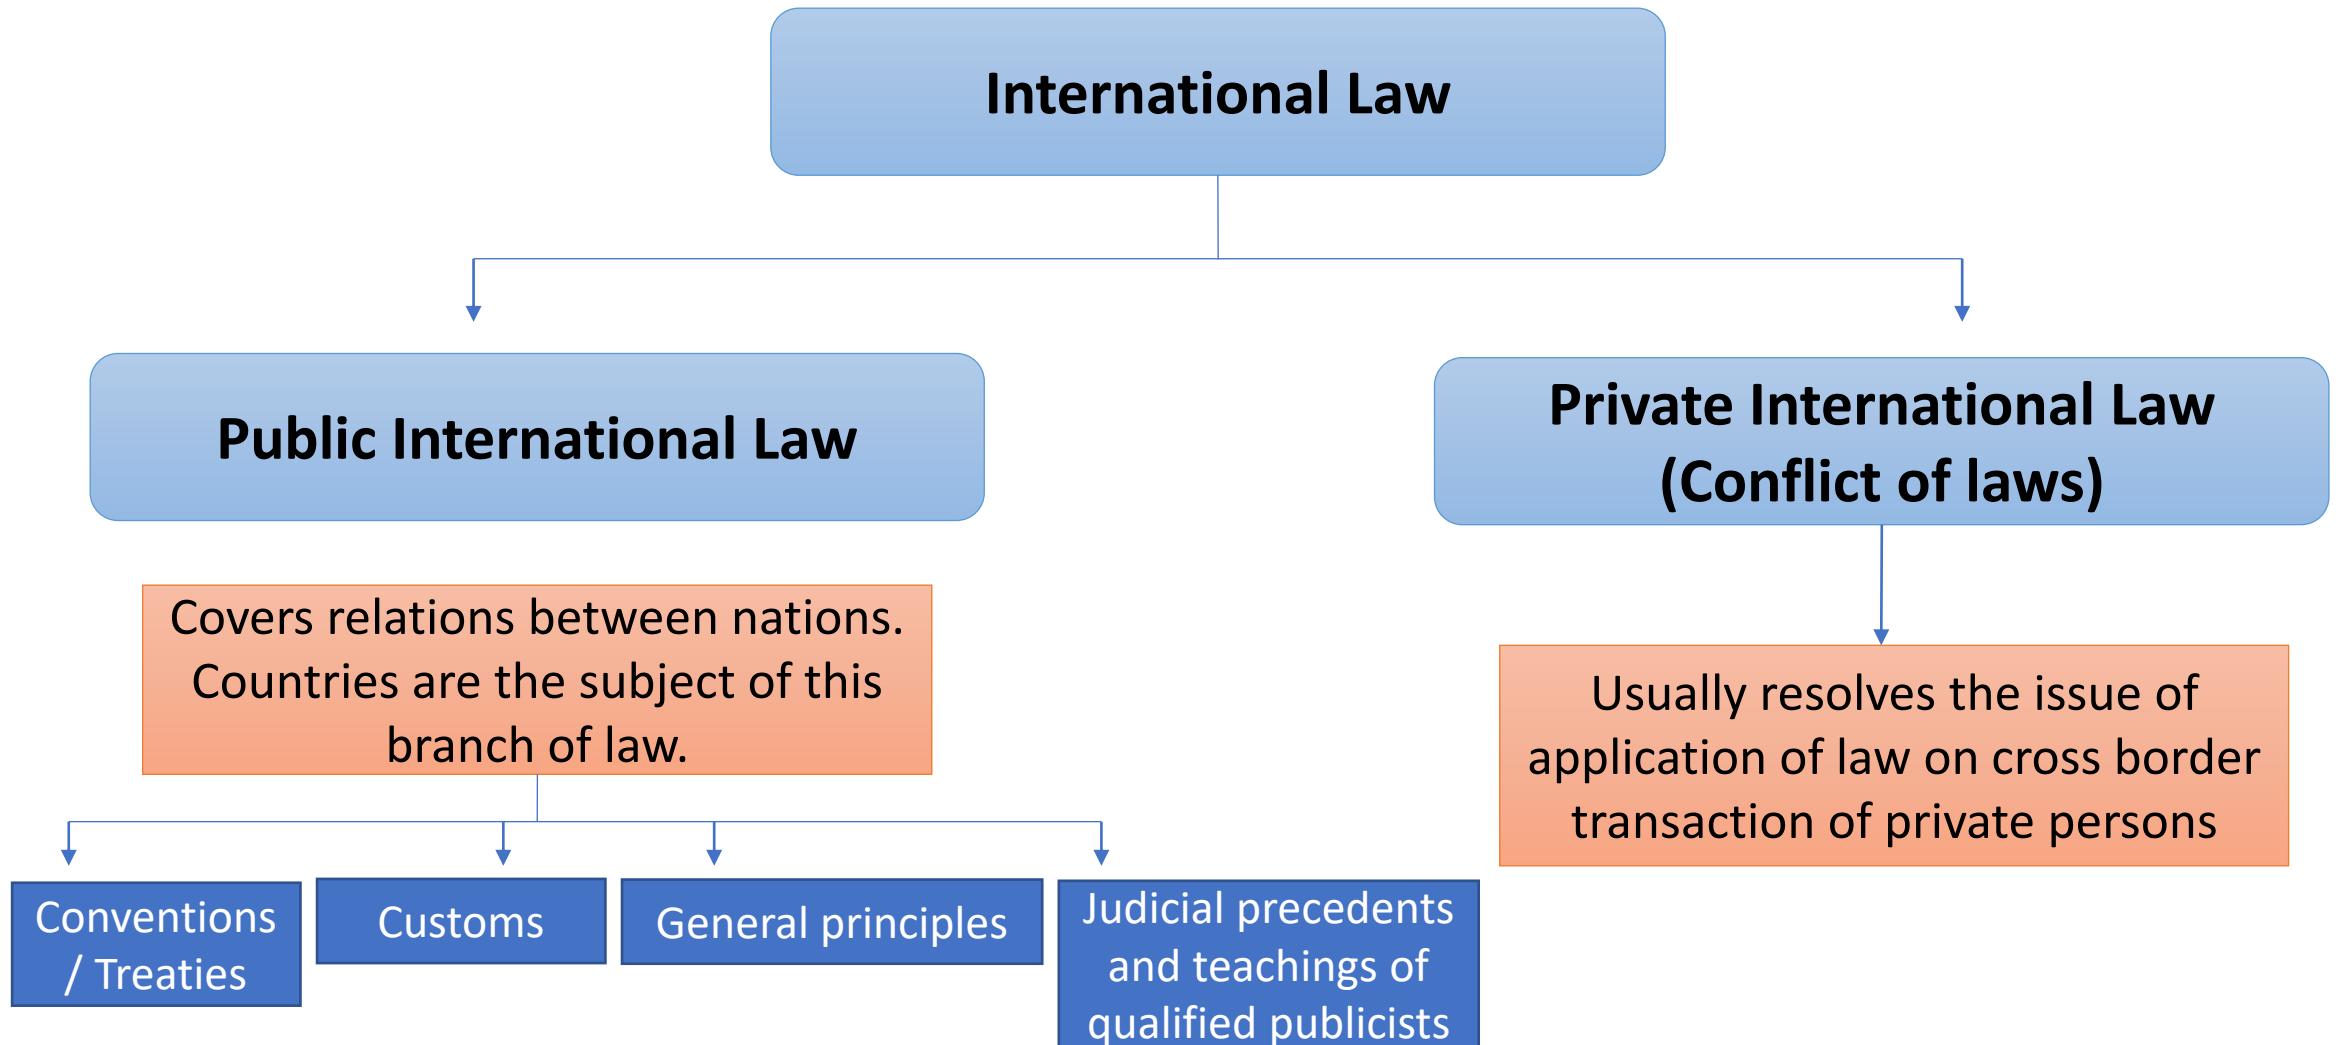 International Law
Public International Law
Private International Law
(Conflict of laws)
Covers relations between nations.
Countries are the subject of this
branch of law.
Usually resolves the issue of
application of law on cross border
transaction of private persons
Conventions
/ Treaties
Customs
General principles
Judicial precedents
and teachings of
qualified publicists